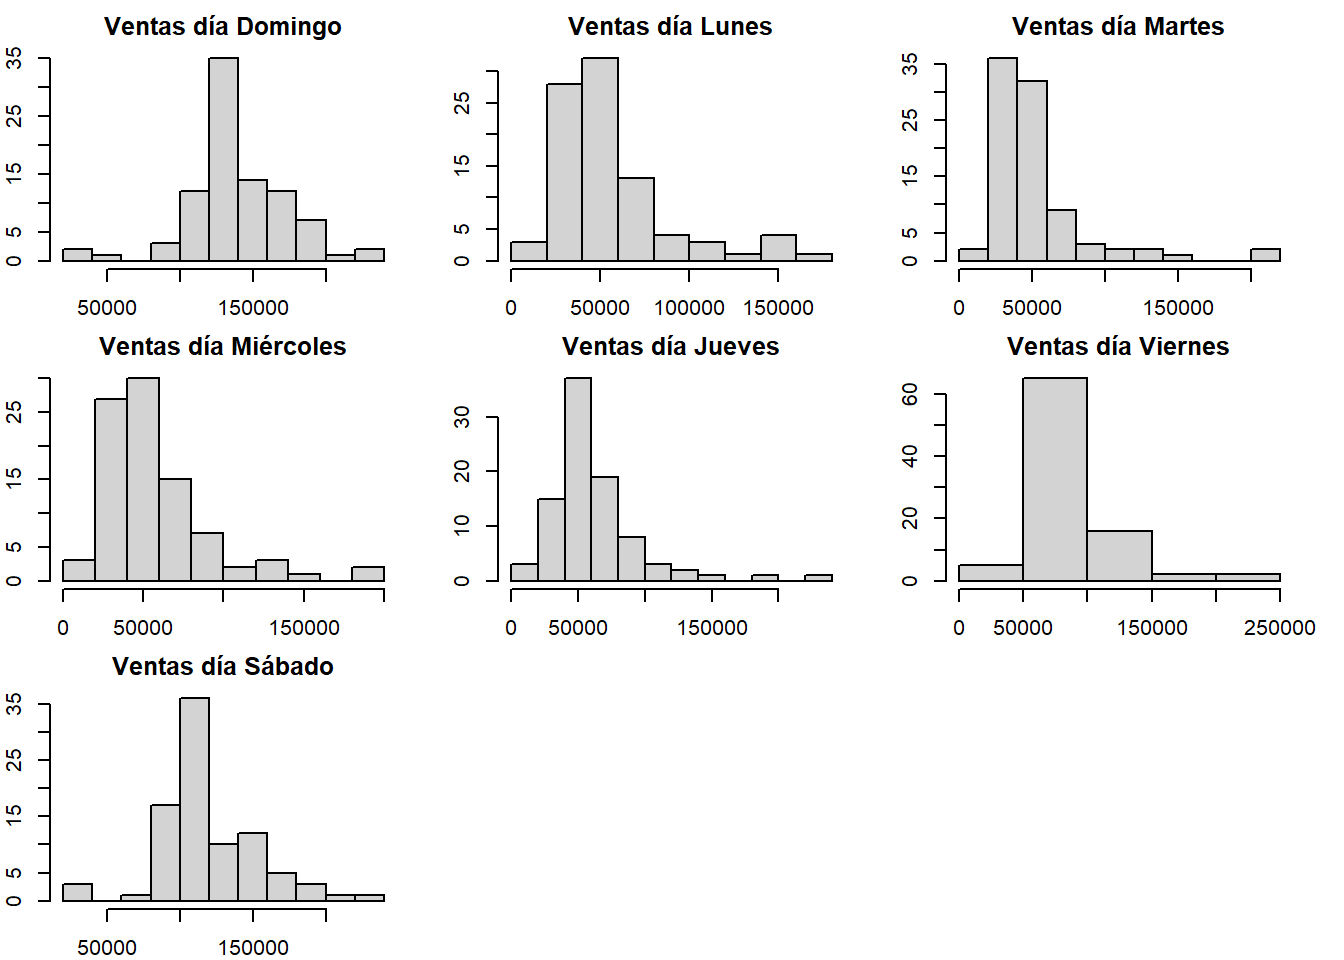 Ventas día Domingo
35
25
15
5
0
50000 150000
Ventas día Lunes
25
15
5
0
0 50000 100000 150000
Ventas día Martes
35
25
15
5
0
0 50000 150000
Ventas día Miércoles
25
15
5
0
0 50000 150000
Ventas día Jueves
30
20
10
0
0 50000 150000
Ventas día Viernes
60
40
20
0
0 50000 150000 250000
Ventas día Sábado
35
25
15
5
0
50000 150000